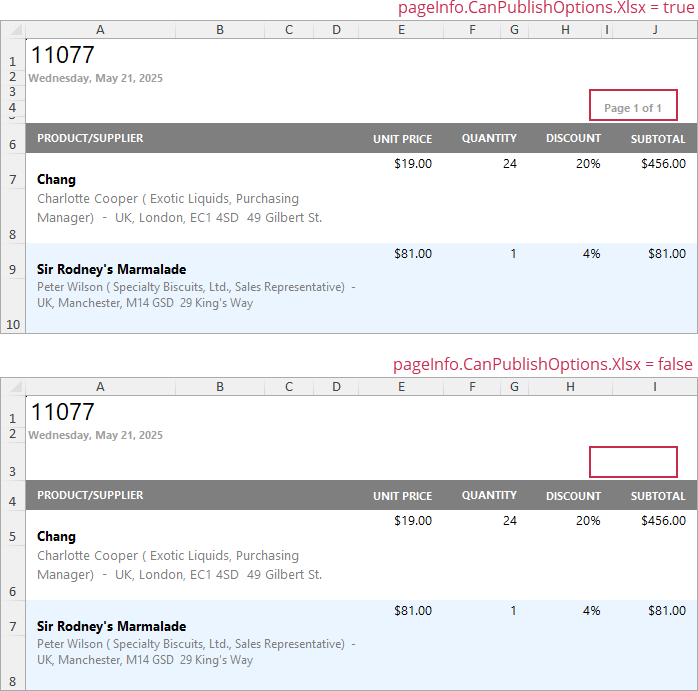 pageInfo.CanPublishOptions.Xlsx = true
A B C D E F G H I J
1 11077
2 Wednesday, May 21, 2025
3
4 Page 1 of 1
6 PRODUCT/SUPPLIER UNIT PRICE QUANTITY DISCOUNT SUBTOTAL
$19.00 24 20% $456.00
7 Chang
Charlotte Cooper ( Exotic Liquids, Purchasing
Manager) - UK, London, EC1 4SD 49 Gilbert St.
8
$81.00 1 4% $81.00
9 Sir Rodney's Marmalade
Peter Wilson ( Specialty Biscuits, Ltd., Sales Representative) -
UK, Manchester, M14 GSD 29 King's Way
10
pageInfo.CanPublishOptions.Xlsx = false
A B C D E F G H I
1 11077
2 Wednesday, May 21, 2025
3
4 PRODUCT/SUPPLIER UNIT PRICE QUANTITY DISCOUNT SUBTOTAL
$19.00 24 20% $456.00
5 Chang
Charlotte Cooper ( Exotic Liquids, Purchasing
Manager) - UK, London, EC1 4SD 49 Gilbert St.
6
$81.00 1 4% $81.00
7 Sir Rodney's Marmalade
Peter Wilson ( Specialty Biscuits, Ltd., Sales Representative) -
UK, Manchester, M14 GSD 29 King's Way
8